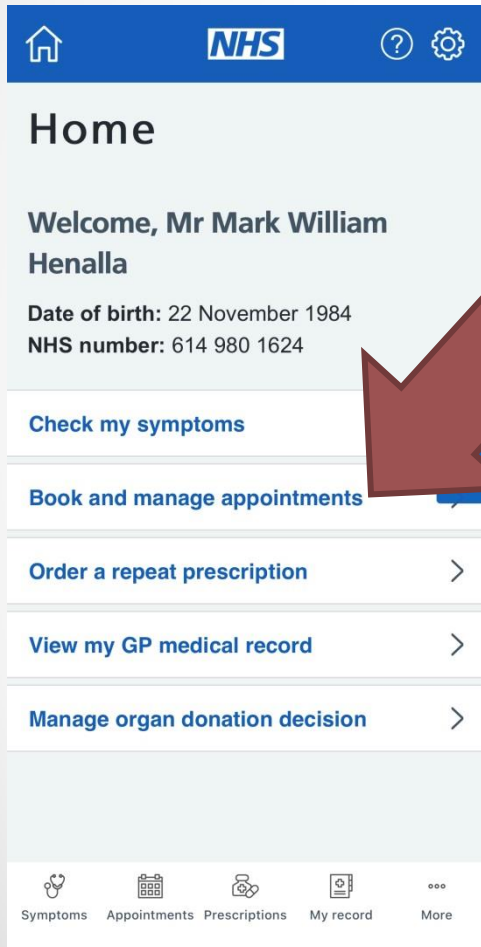 NHS
Home
Welcome, Mr Mark William
Henalla
Date of birth: 22 November 1984
NHS number: 614 980 1624
Check my symptoms
Book and manage appointments
Order a repeat prescription
View my GP medical record
Manage organ donation decision
Symptoms Appointments Prescriptions My record More